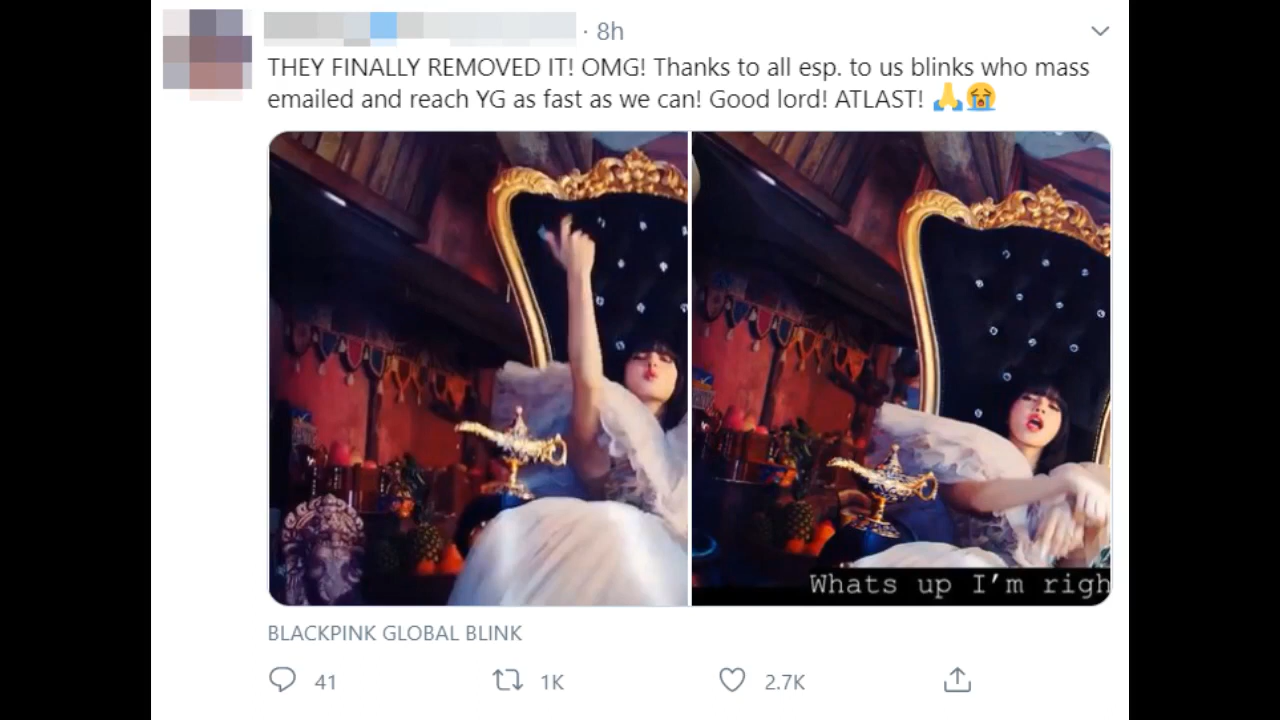 · 8h
THEY FINALLY REMOVED IT! OMG! Thanks to all esp. to us blinks who mass
emailed and reach YG as fast as we can! Good lord! ATLAST! 🙏😭
Whats up I'm righ
BLACKPINK GLOBAL BLINK
41 1K 2.7K